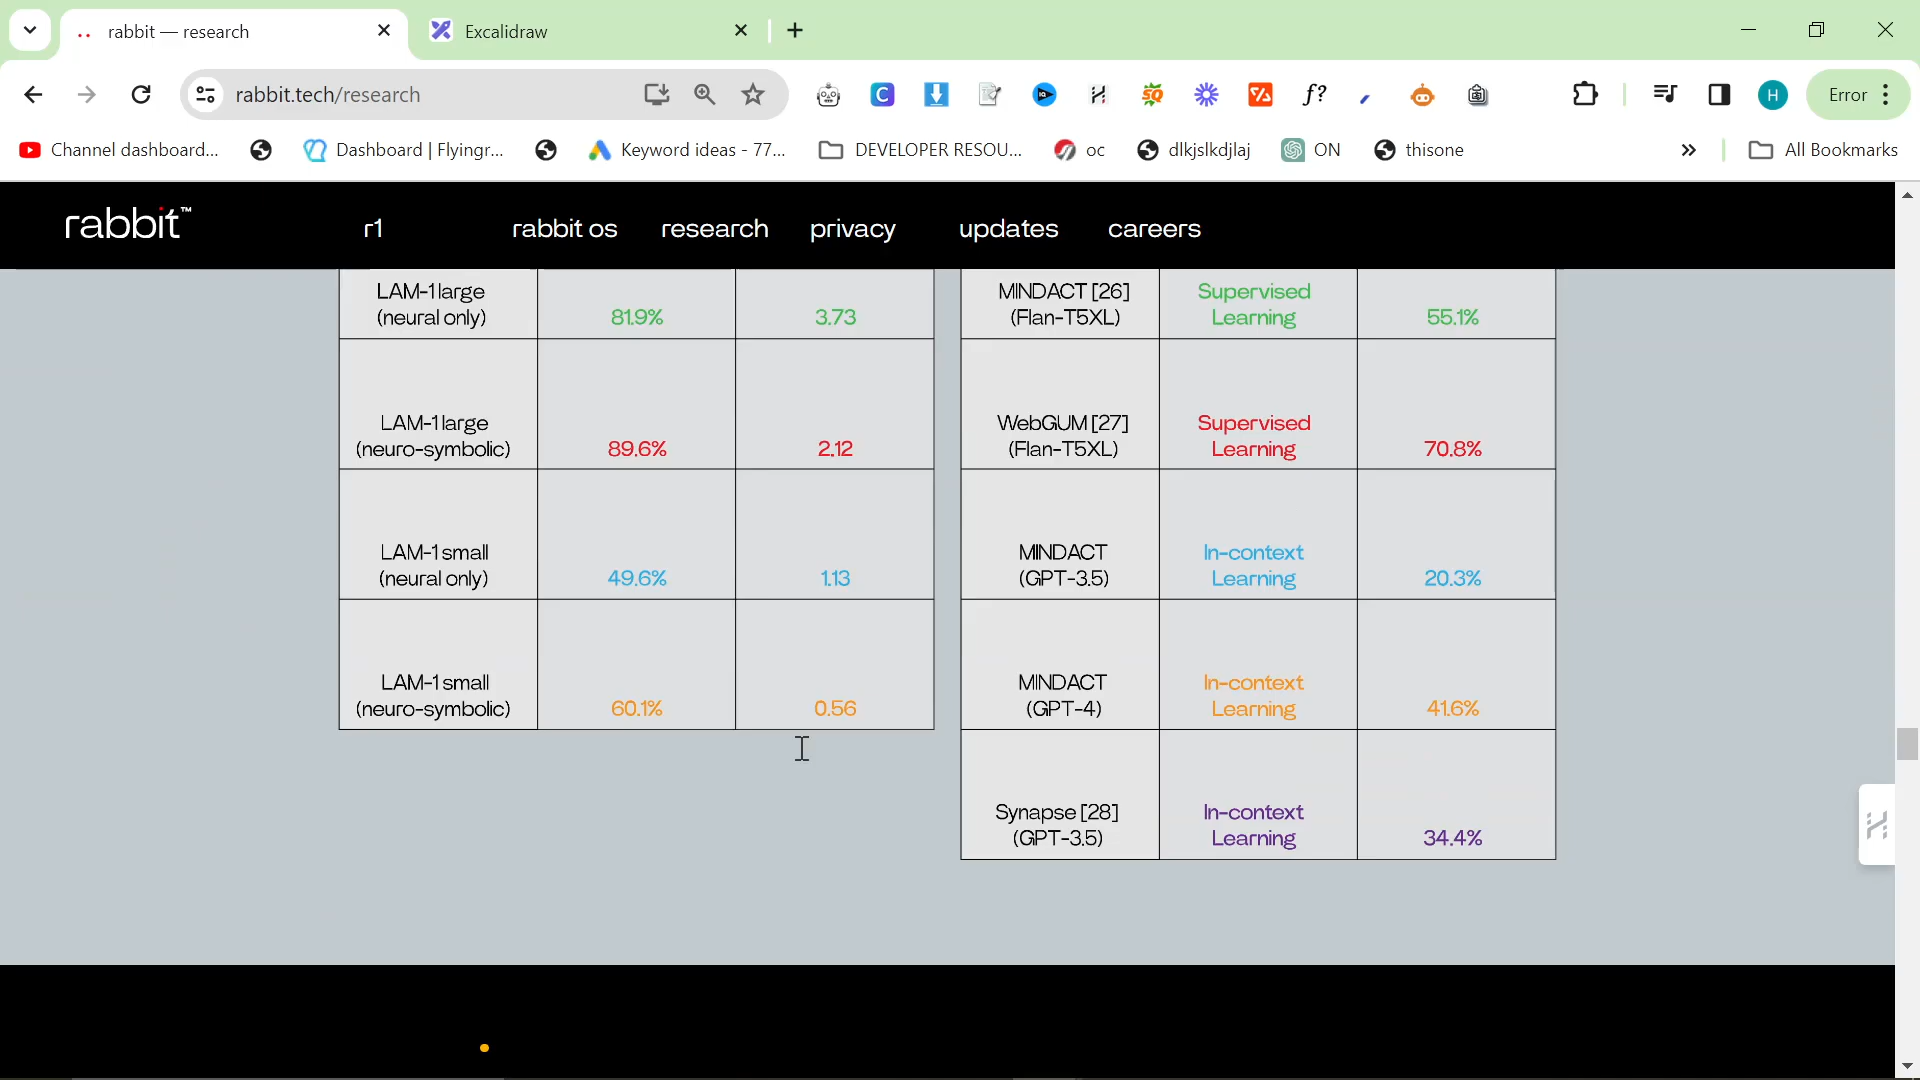 rabbit — research
Excalidraw
rabbit.tech/research
Error
Channel dashboard...
Dashboard | Flyingr...
Keyword ideas - 77...
DEVELOPER RESOU...
oc
dlkjslkdjlaj
ON
thisone
All Bookmarks
rabbit™
r1
rabbit os
research
privacy
updates
careers
LAM-1 large
(neural only)
81.9%
3.73
LAM-1 large
(neuro-symbolic)
89.6%
2.12
LAM-1 small
(neural only)
49.6%
1.13
LAM-1 small
(neuro-symbolic)
60.1%
0.56
MINDACT [26]
(Flan-T5XL)
Supervised
Learning
55.1%
WebGUM [27]
(Flan-T5XL)
Supervised
Learning
70.8%
MINDACT
(GPT-3.5)
In-context
Learning
20.3%
MINDACT
(GPT-4)
In-context
Learning
41.6%
Synapse [28]
(GPT-3.5)
In-context
Learning
34.4%